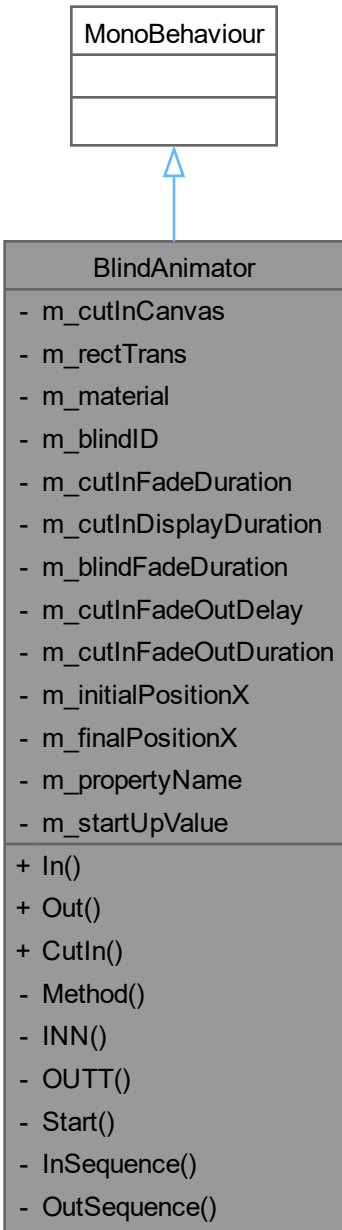 MonoBehaviour
BlindAnimator
- m_cutInCanvas
- m_rectTrans
- m_material
- m_blindID
- m_cutInFadeDuration
- m_cutInDisplayDuration
- m_blindFadeDuration
- m_cutInFadeOutDelay
- m_cutInFadeOutDuration
- m_initialPositionX
- m_finalPositionX
- m_propertyName
- m_startUpValue
+ In()
+ Out()
+ CutIn()
- Method()
- INN()
- OUTT()
- Start()
- InSequence()
- OutSequence()